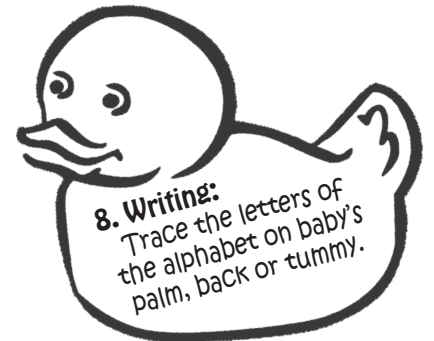 8. Writing:
Trace the letters of
the alphabet on baby's
palm, back or tummy.